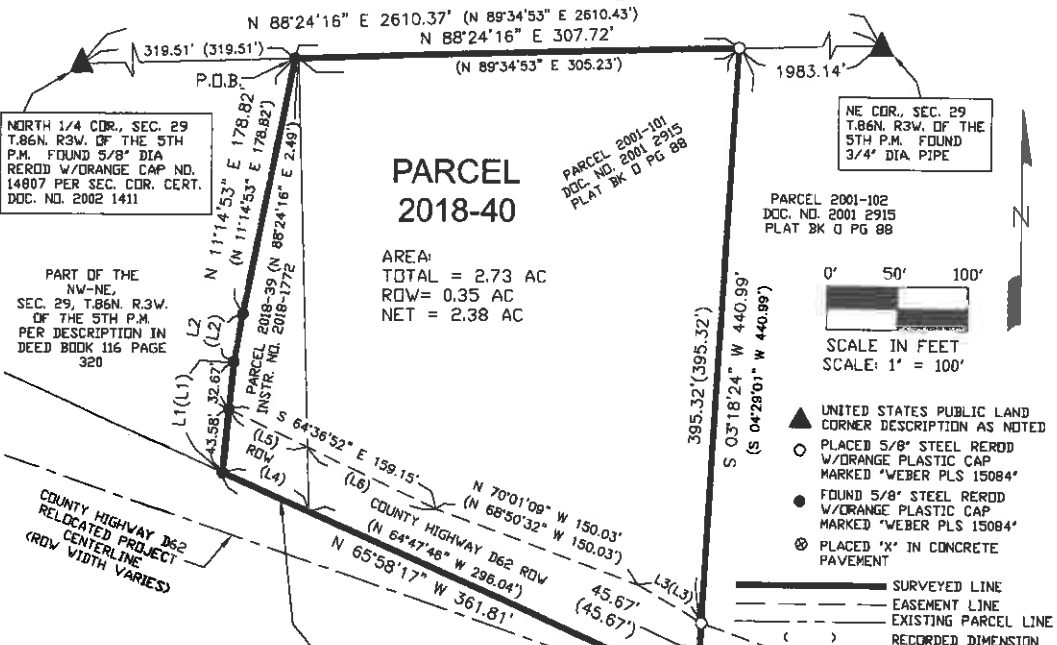 N 88°24'16" E 2610.37' (N 89°34'53" E 2610.43')
319.51' (319.51')
N 88°24'16" E 307.72'
(N 89°34'53" E 305.23')
1983.14'
P.O.B.
NORTH 1/4 COR., SEC. 29
T.86N. R3W. OF THE 5TH
P.M. FOUND 5/8" DIA
REROD W/ORANGE CAP NO.
14807 PER SEC. COR. CERT.
DOC. NO. 2002 1411
NE COR., SEC. 29
T.86N. R3W. OF THE
5TH P.M. FOUND
3/4" DIA PIPE
N 11°14'53" E 178.82'
(N 11°14'53" E 178.82')
(N 88°24'16" E 2.49')
PARCEL 2018-39
INSTR. NO. 2018-1772
PARCEL
2018-40
PARCEL 2001-101
DOC. NO. 2001 2915
PLAT BK O PG 88
PARCEL 2001-102
DOC. NO. 2001 2915
PLAT BK O PG 88
N
AREA:
TOTAL = 2.73 AC
ROW= 0.35 AC
NET = 2.38 AC
PART OF THE
NW-NE,
SEC. 29, T.86N. R.3W.
OF THE 5TH P.M.
PER DESCRIPTION IN
DEED BOOK 116 PAGE
320
L2
(L2)
L1(L1)
43.58' 32.67'
395.32'(395.32')
S 03°18'24" W 440.99'
(S 04°29'01" W 440.99')
0' 50' 100'
SCALE IN FEET
SCALE: 1" = 100'
S 64°36'52" E 159.15'
(L5)
ROW
(L4)
(L6)
N 70°01'09" W 150.03'
(N 68°50'32" W 150.03')
COUNTY HIGHWAY D62 ROW
(N 64°47'46" W 296.04')
N 65°58'17" W 361.81'
L3(L3)
45.67'
(45.67')
COUNTY HIGHWAY D62
RELOCATED PROJECT
CENTERLINE
(ROW WIDTH VARIES)
UNITED STATES PUBLIC LAND
CORNER DESCRIPTION AS NOTED
PLACED 5/8" STEEL REROD
W/ORANGE PLASTIC CAP
MARKED "WEBER PLS 15084"
FOUND 5/8" STEEL REROD
W/ORANGE PLASTIC CAP
MARKED "WEBER PLS 15084"
PLACED "X" IN CONCRETE
PAVEMENT
SURVEYED LINE
EASEMENT LINE
EXISTING PARCEL LINE
( ) RECORDED DIMENSION